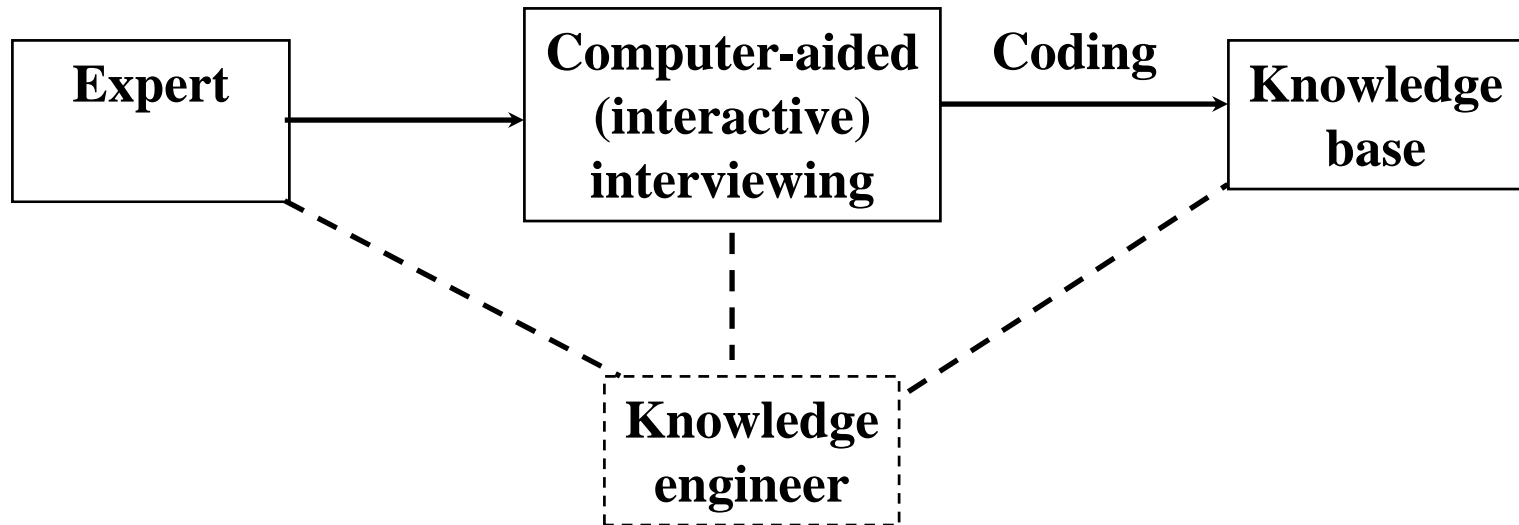 Expert
Computer-aided
(interactive)
interviewing
Coding
Knowledge
base
Knowledge
engineer